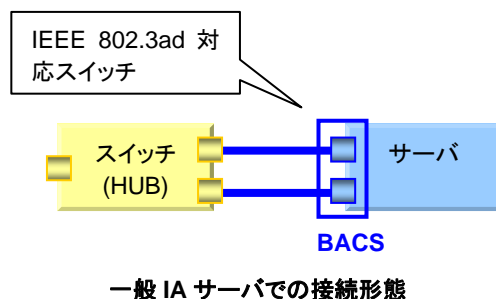 IEEE 802.3ad 対
応スイッチ
スイッチ
(HUB)
サーバ
BACS
一般 IA サーバでの接続形態